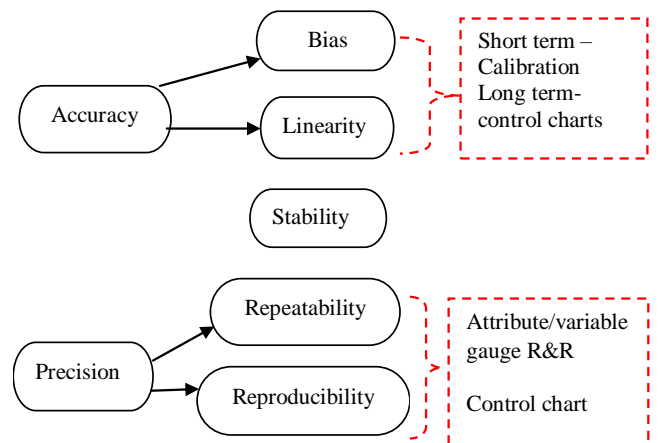 Bias
Short term –
Calibration
Long term-
control charts
Accuracy
Linearity
Stability
Repeatability
Attribute/variable
gauge R&R
Precision
Reproducibility
Control chart